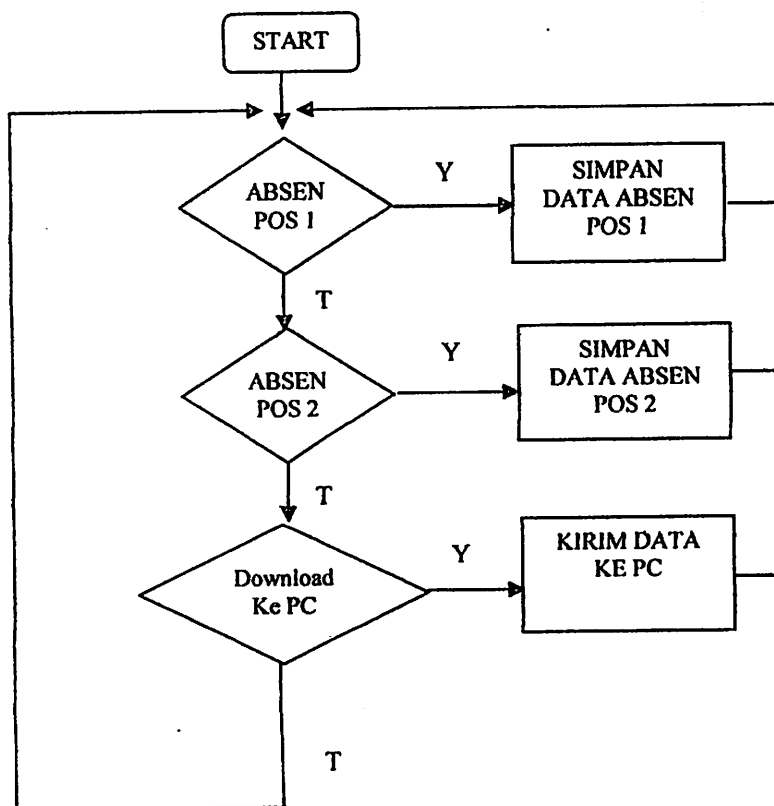 START
ABSEN
POS 1
Y
SIMPAN
DATA ABSEN
POS 1
T
ABSEN
POS 2
Y
SIMPAN
DATA ABSEN
POS 2
T
Download
Ke PC
Y
KIRIM DATA
KE PC
T